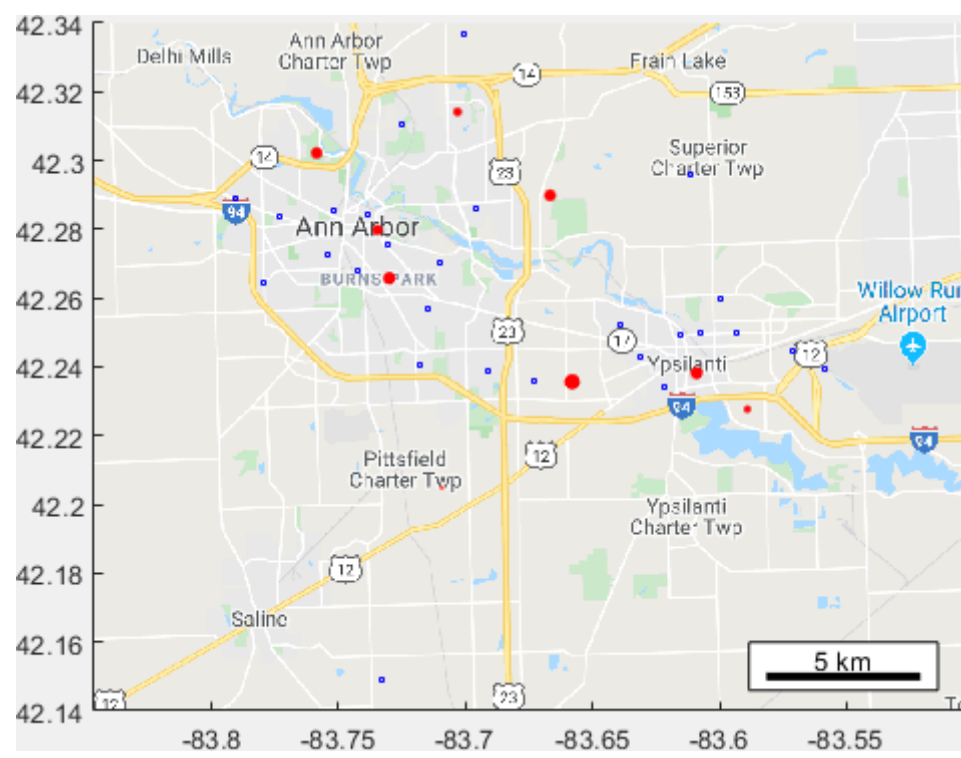 42.34
42.32
42.3
42.28
42.26
42.24
42.22
42.2
42.18
42.16
42.14
Delhi Mills
Ann Arbor
Charter Twp
14
Frain Lake
153
14
Superior
Charter Twp
23
94
Ann Arbor
BURNS PARK
Willow Run
Airport
23
17
12
Ypsilanti
94
94
12
Pittsfield
Charter Twp
Ypsilanti
Charter Twp
12
Saline
5 km
12
23
-83.8
-83.75
-83.7
-83.65
-83.6
-83.55